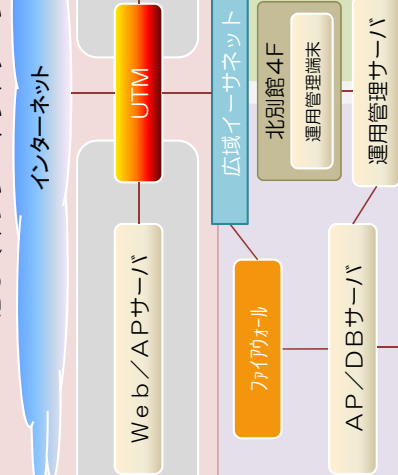 インターネット
UTM
Web/APサーバ
広域イーサネット
ファイアウォール
北別館4F
運用管理端末
運用管理サーバ
AP/DBサーバ